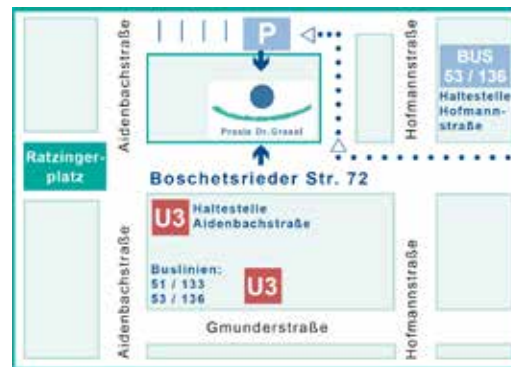 P
Aidenbachstraße
Hofmannstraße
BUS
53 / 136
Haltestelle
Hofmann-
straße
Praxis Dr. Grassl
Ratzinger-
platz
Boschetsrieder Str. 72
U3 Haltestelle
Aidenbachstraße
Buslinien:
51 / 133
53 / 136
U3
Aidenbachstraße
Hofmannstraße
Gmunderstraße